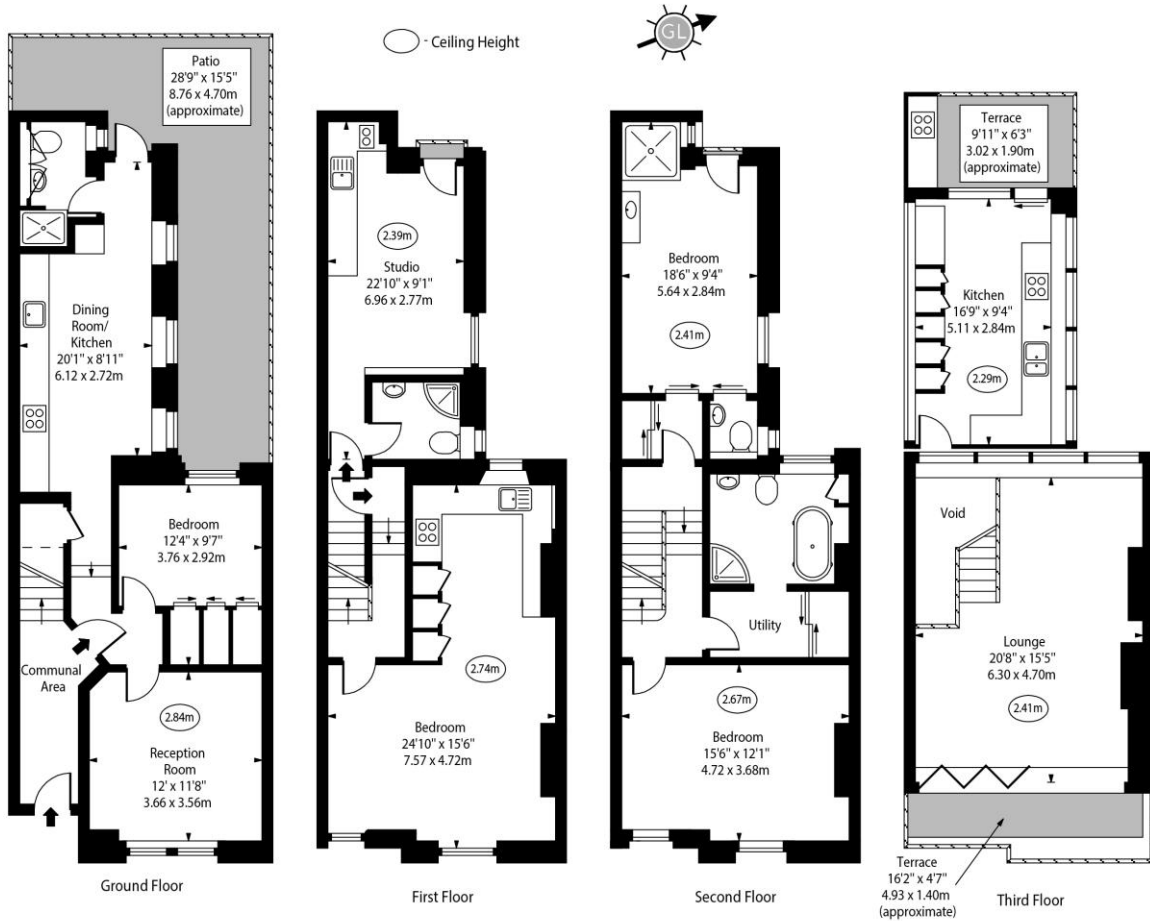 - Ceiling Height
GL
Patio
28'9" x 15'5"
8.76 x 4.70m
(approximate)
Dining
Room/
Kitchen
20'1" x 8'11"
6.12 x 2.72m
Bedroom
12'4" x 9'7"
3.76 x 2.92m
Communal
Area
2.84m
Reception
Room
12' x 11'8"
3.66 x 3.56m
Ground Floor
2.39m
Studio
22'10" x 9'1"
6.96 x 2.77m
2.74m
Bedroom
24'10" x 15'6"
7.57 x 4.72m
First Floor
Bedroom
18'6" x 9'4"
5.64 x 2.84m
2.41m
Utility
2.67m
Bedroom
15'6" x 12'1"
4.72 x 3.68m
Second Floor
Terrace
9'11" x 6'3"
3.02 x 1.90m
(approximate)
Kitchen
16'9" x 9'4"
5.11 x 2.84m
2.29m
Void
Lounge
20'8" x 15'5"
6.30 x 4.70m
2.41m
Terrace
16'2" x 4'7"
4.93 x 1.40m
(approximate)
Third Floor